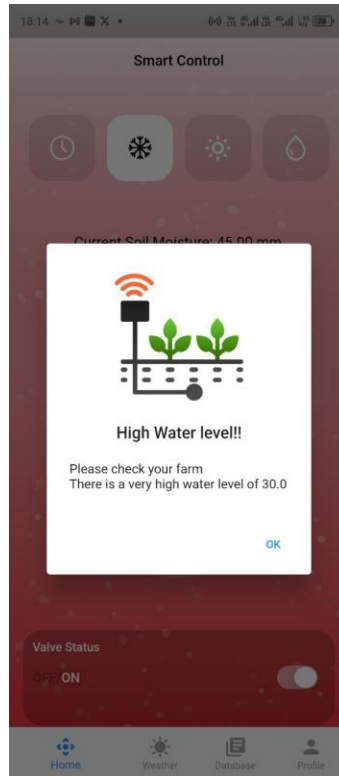 18:14
Smart Control
Current Soil Moisture: 45.00 mm
High Water level!!
Please check your farm
There is a very high water level of 30.0
OK
Valve Status
OFF ON
Home Weather Database Profile